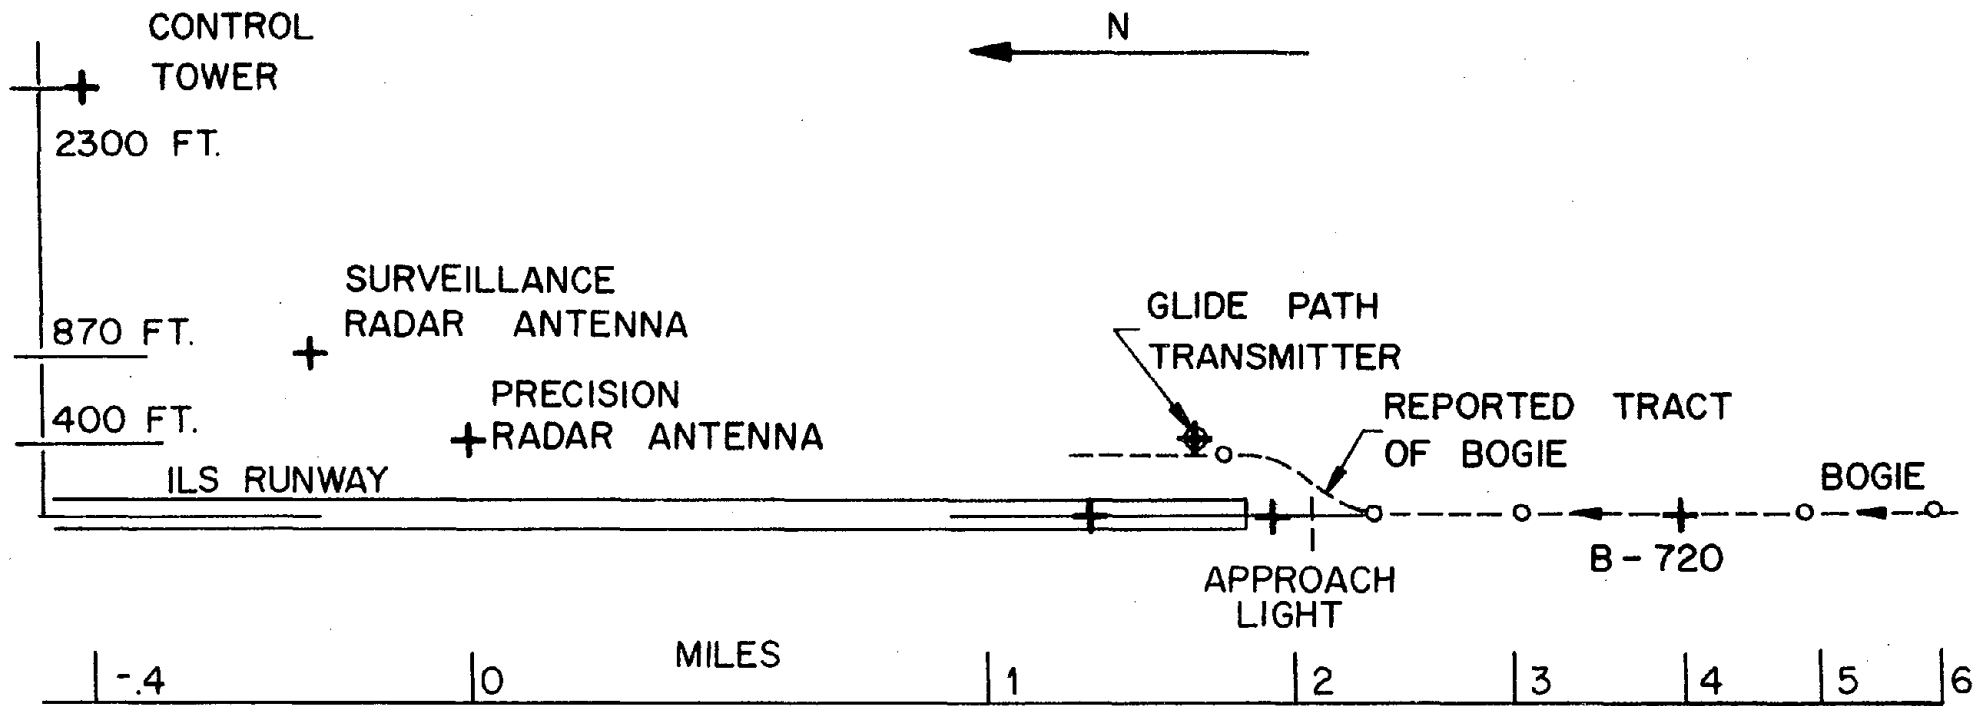 CONTROL
TOWER
N
2300 FT.
SURVEILLANCE
RADAR ANTENNA
870 FT.
GLIDE PATH
TRANSMITTER
PRECISION
RADAR ANTENNA
400 FT.
REPORTED TRACT
OF BOGIE
ILS RUNWAY
BOGIE
B-720
APPROACH
LIGHT
MILES
-.4 0 1 2 3 4 5 6